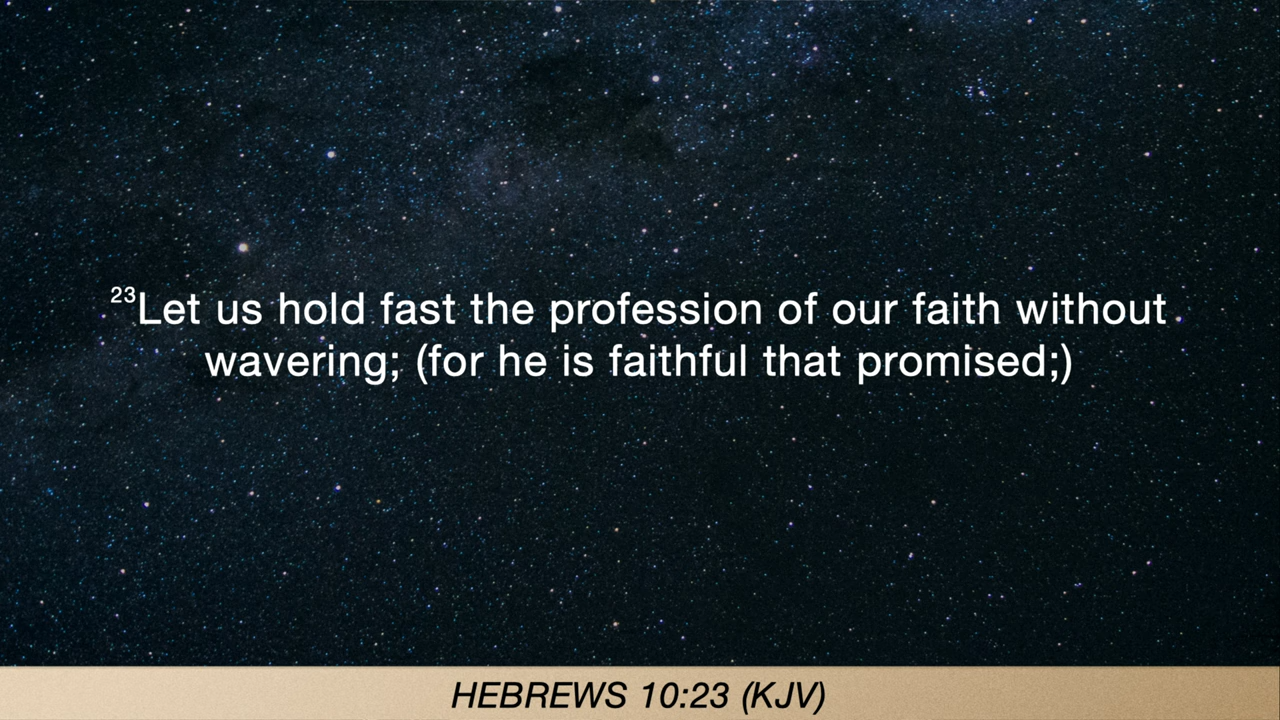 23Let us hold fast the profession of our faith without
wavering; (for he is faithful that promised;)
HEBREWS 10:23 (KJV)